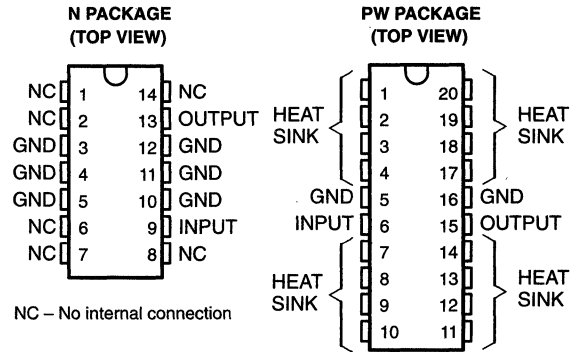 N PACKAGE
(TOP VIEW)
NC 1 14 NC
NC 2 13 OUTPUT
GND 3 12 GND
GND 4 11 GND
GND 5 10 GND
NC 6 9 INPUT
NC 7 8 NC
NC – No internal connection
PW PACKAGE
(TOP VIEW)
HEAT
SINK
1 20
2 19
3 18
4 17
HEAT
SINK
GND 5 16 GND
INPUT 6 15 OUTPUT
HEAT
SINK
7 14
8 13
9 12
10 11
HEAT
SINK